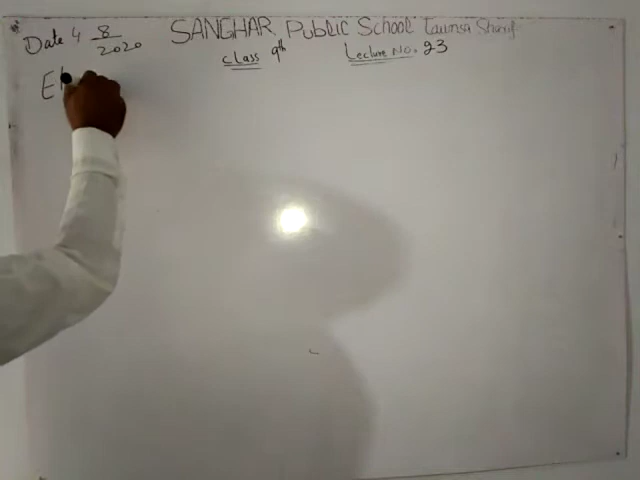 SANGHAR Public School Taunsa Sharif
Date 4 8/2020
class 9th Lecture No. 23